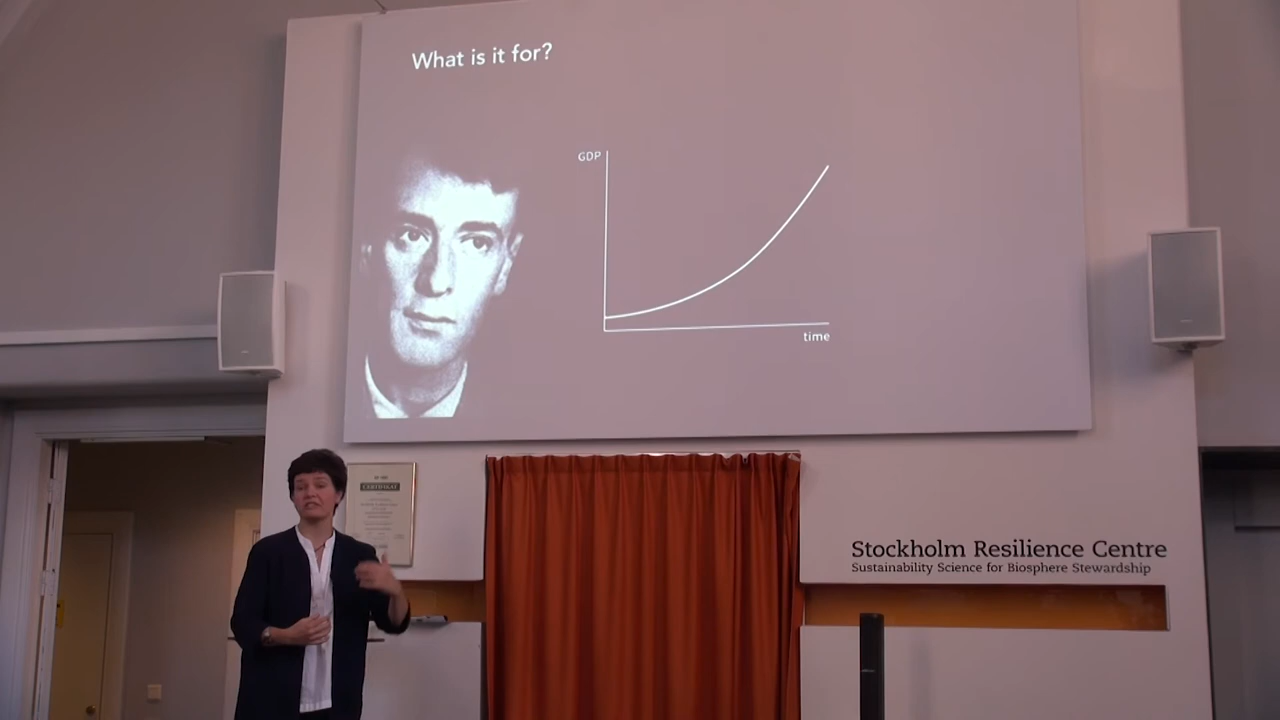 What is it for?
GDP
time
CERTIFIKAT
Stockholm Resilience Centre
Sustainability Science for Biosphere Stewardship